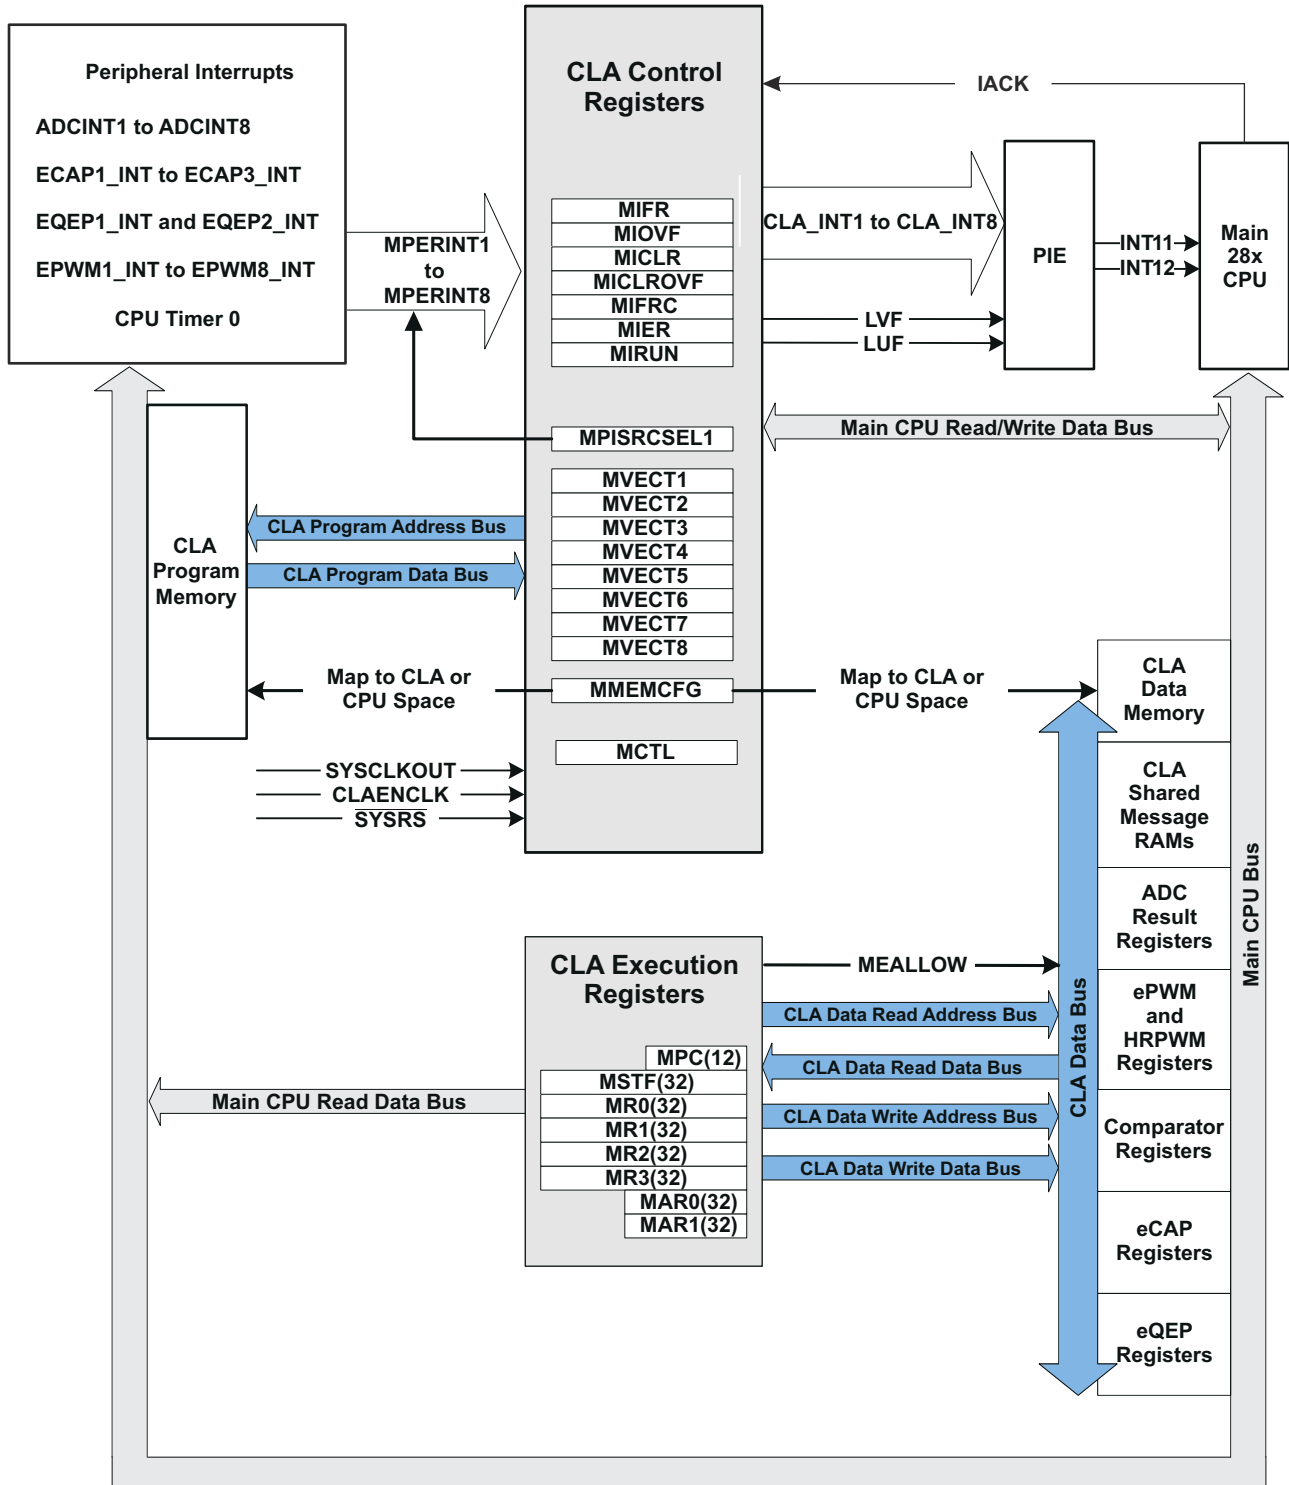 Peripheral Interrupts
ADCINT1 to ADCINT8
ECAP1_INT to ECAP3_INT
EQEP1_INT and EQEP2_INT
EPWM1_INT to EPWM8_INT
CPU Timer 0
MPERINT1
to
MPERINT8
CLA Control
Registers
MIFR
MIOVF
MICLR
MICLROVF
MIFRC
MIER
MIRUN
MPISRCSEL1
MVECT1
MVECT2
MVECT3
MVECT4
MVECT5
MVECT6
MVECT7
MVECT8
MMEMCFG
MCTL
IACK
CLA_INT1 to CLA_INT8
LVF
LUF
PIE
INT11
INT12
Main
28x
CPU
Main CPU Read/Write Data Bus
CLA Program Address Bus
CLA Program Data Bus
CLA
Program
Memory
Map to CLA or
CPU Space
Map to CLA or
CPU Space
SYSCLKOUT
CLAENCLK
SYSRS
CLA
Data
Memory
CLA
Shared
Message
RAMs
ADC
Result
Registers
ePWM
and
HRPWM
Registers
Comparator
Registers
eCAP
Registers
eQEP
Registers
CLA Data Bus
Main CPU Bus
CLA Execution
Registers
MPC(12)
MSTF(32)
MR0(32)
MR1(32)
MR2(32)
MR3(32)
MAR0(32)
MAR1(32)
MEALLOW
CLA Data Read Address Bus
CLA Data Read Data Bus
CLA Data Write Address Bus
CLA Data Write Data Bus
Main CPU Read Data Bus